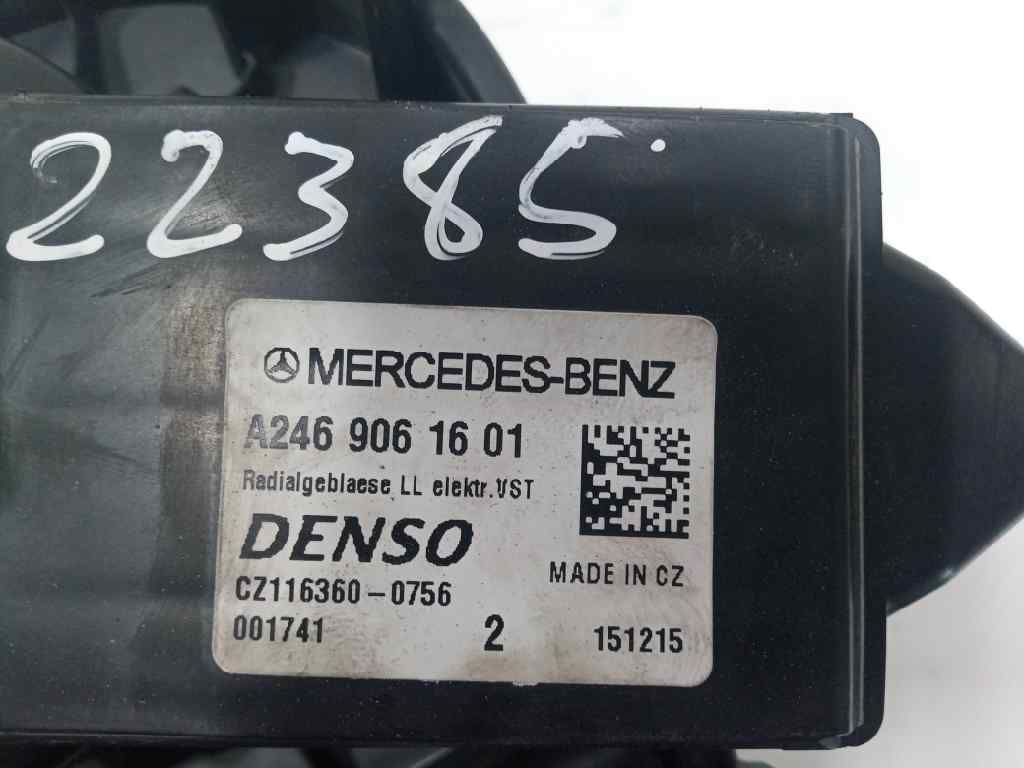 22385.
MERCEDES-BENZ
A246 906 16 01
Radialgeblaese LL elektr.VST
DENSO
MADE IN CZ
CZ116360-0756
001741 2 151215